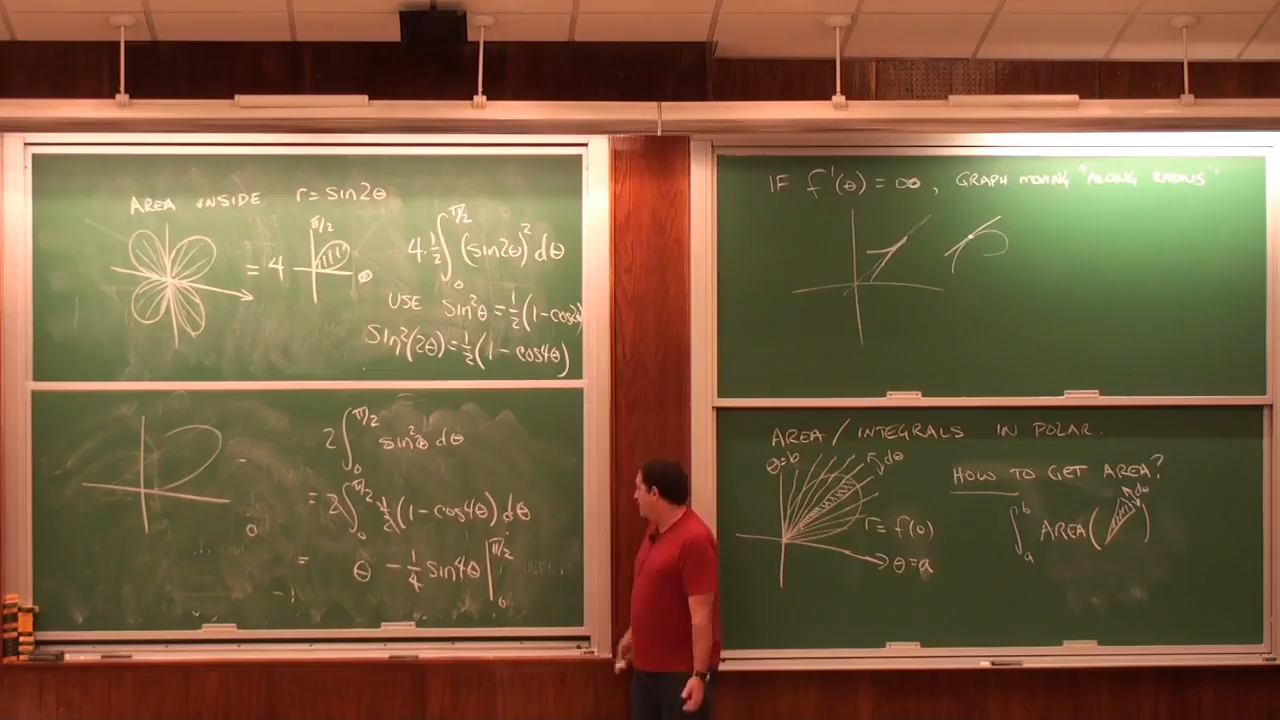 AREA INSIDE r = sin2θ
= 4 π/2
4·½∫₀^{π/2} (sin2θ)² dθ
USE sin²θ = ½(1-cos2θ)
sin²(2θ) = ½(1 - cos4θ)
2∫₀^{π/2} sin²2θ dθ
= 2∫₀^{π/2} ½(1 - cos4θ) dθ
= θ - ¼ sin4θ |₀^{π/2}
IF f'(θ) = ∞, GRAPH MOVING "ALONG RADIUS"
AREA / INTEGRALS IN POLAR.
θ=b
dθ
r = f(θ)
θ=a
HOW TO GET AREA?
∫ₐᵇ AREA( dθ )